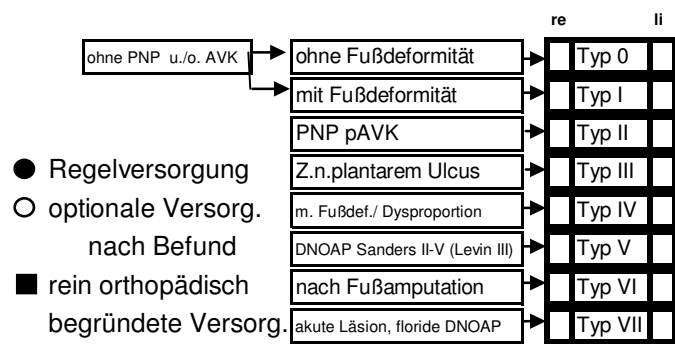 re li
ohne PNP u./o. AVK ohne Fußdeformität Typ 0
mit Fußdeformität Typ I
PNP pAVK Typ II
Regelversorgung Z.n.plantarem Ulcus Typ III
optionale Versorg. m. Fußdef./ Dysproportion Typ IV
nach Befund DNOAP Sanders II-V (Levin III) Typ V
rein orthopädisch nach Fußamputation Typ VI
begründete Versorg. akute Läsion, floride DNOAP Typ VII